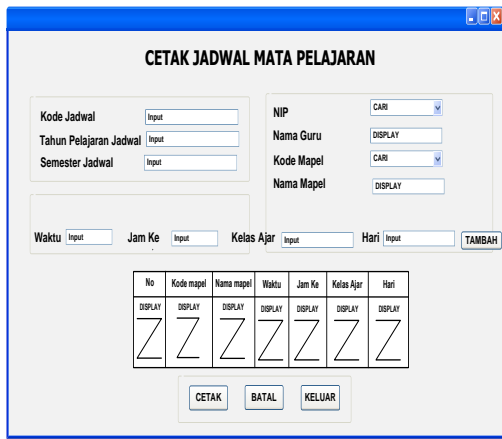 CETAK JADWAL MATA PELAJARAN
Kode Jadwal Input
Tahun Pelajaran Jadwal Input
Semester Jadwal Input
NIP CARI
Nama Guru DISPLAY
Kode Mapel CARI
Nama Mapel DISPLAY
Waktu Input Jam Ke Input Kelas Ajar Input Hari Input TAMBAH
No Kode mapel Nama mapel Waktu Jam Ke Kelas Ajar Hari
DISPLAY DISPLAY DISPLAY DISPLAY DISPLAY DISPLAY DISPLAY
CETAK BATAL KELUAR